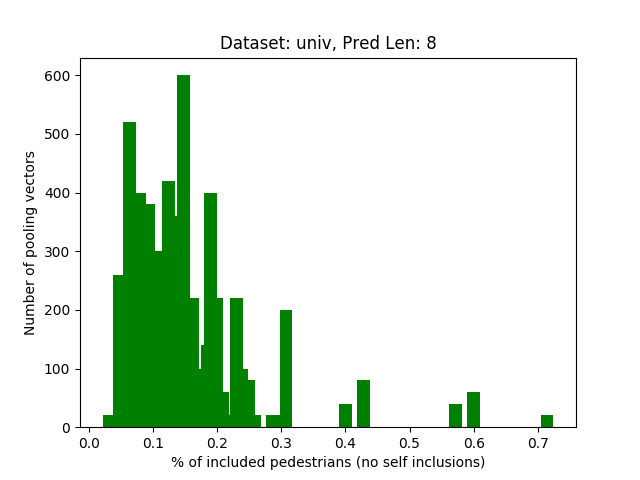 Dataset: univ, Pred Len: 8
Number of pooling vectors
600
500
400
300
200
100
0
0.0 0.1 0.2 0.3 0.4 0.5 0.6 0.7
% of included pedestrians (no self inclusions)